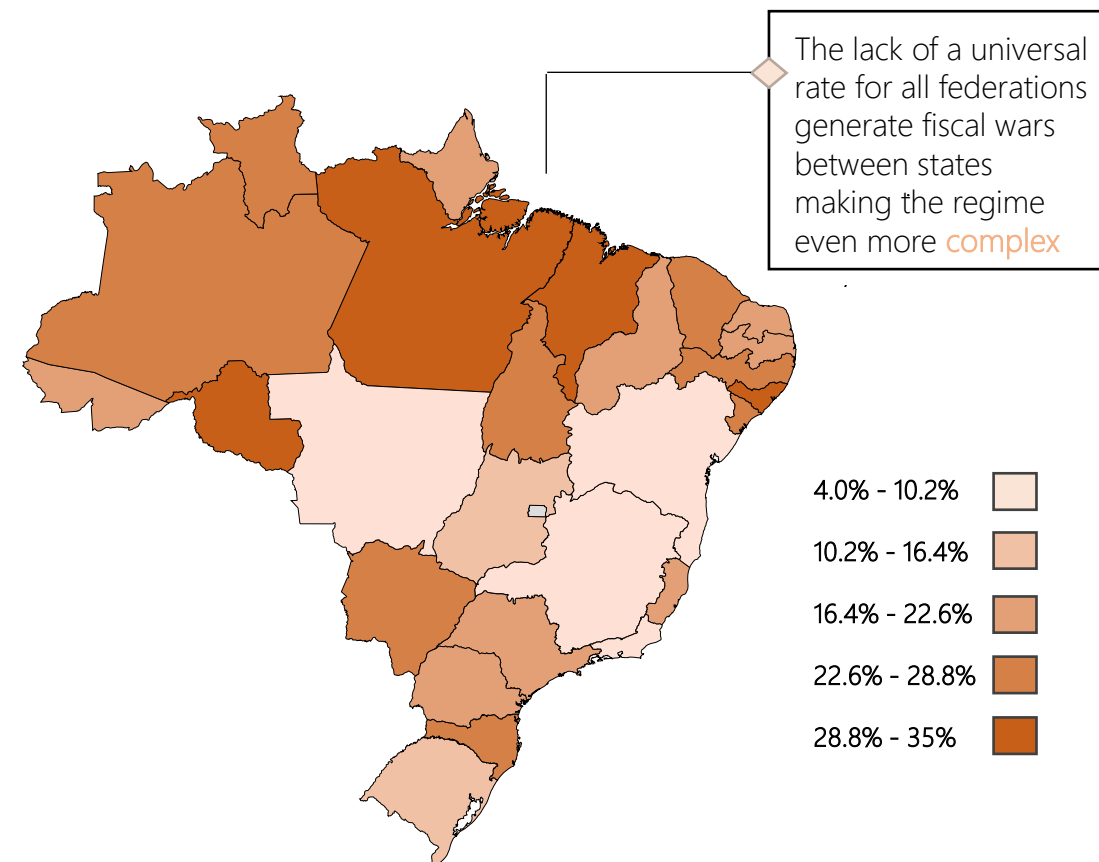 The lack of a universal
rate for all federations
generate fiscal wars
between states
making the regime
even more complex
4.0% - 10.2%
10.2% - 16.4%
16.4% - 22.6%
22.6% - 28.8%
28.8% - 35%